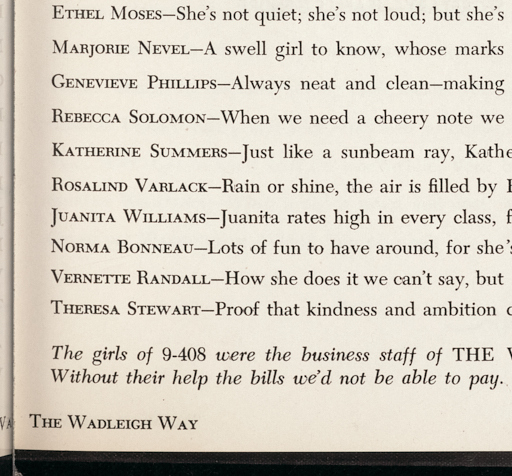 Ethel Moses—She's not quiet; she's not loud; but she's
Marjorie Nevel—A swell girl to know, whose marks
Genevieve Phillips—Always neat and clean—making
Rebecca Solomon—When we need a cheery note we
Katherine Summers—Just like a sunbeam ray, Kathe
Rosalind Varlack—Rain or shine, the air is filled by
Juanita Williams—Juanita rates high in every class, f
Norma Bonneau—Lots of fun to have around, for she's
Vernette Randall—How she does it we can't say, but
Theresa Stewart—Proof that kindness and ambition
The girls of 9-408 were the business staff of THE
Without their help the bills we'd not be able to pay.
The Wadleigh Way